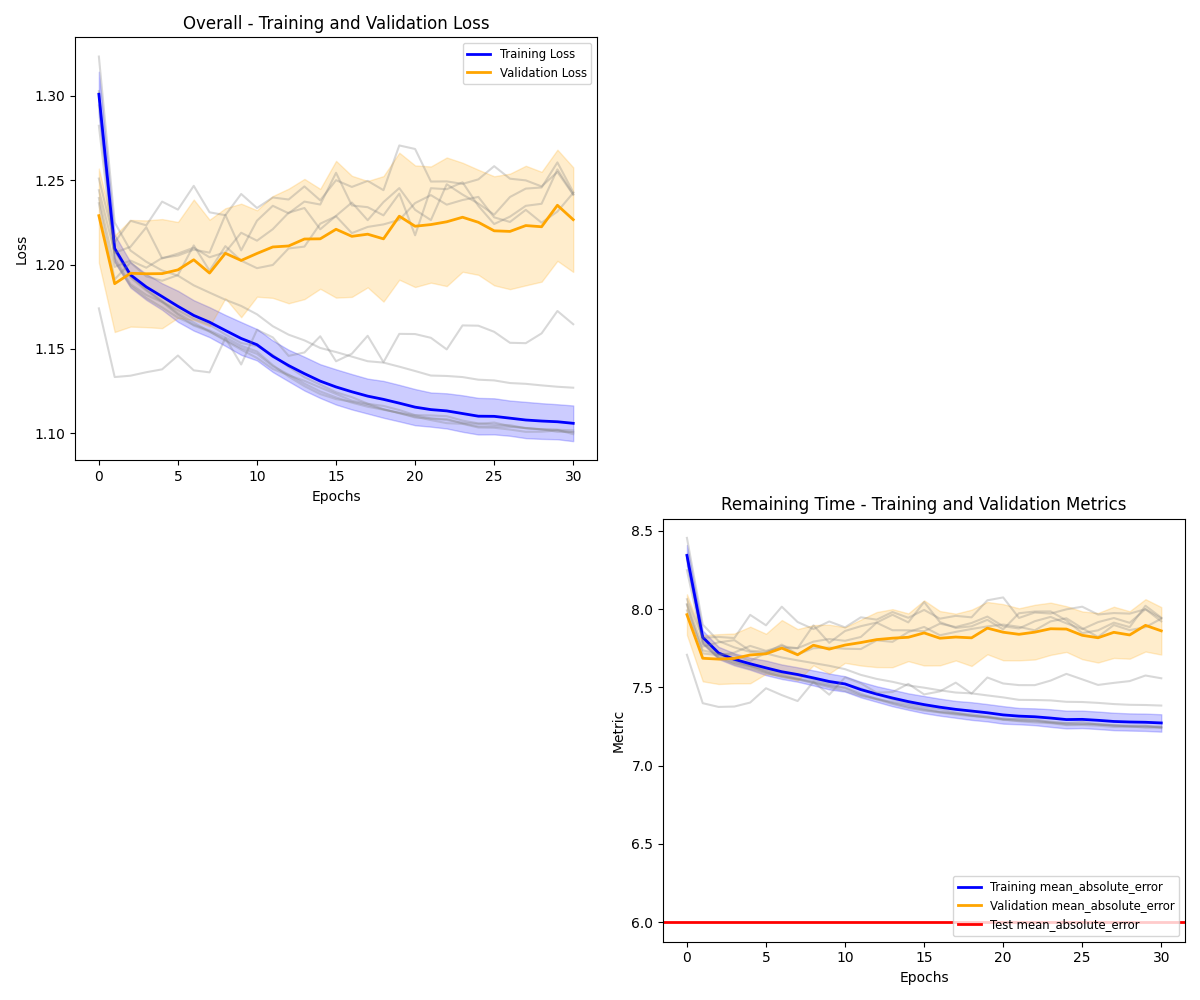 Overall - Training and Validation Loss
Training Loss
Validation Loss
1.30
1.25
1.20
1.15
1.10
Loss
0 5 10 15 20 25 30
Epochs
Remaining Time - Training and Validation Metrics
8.5
8.0
7.5
7.0
6.5
6.0
Metric
Training mean_absolute_error
Validation mean_absolute_error
Test mean_absolute_error
0 5 10 15 20 25 30
Epochs